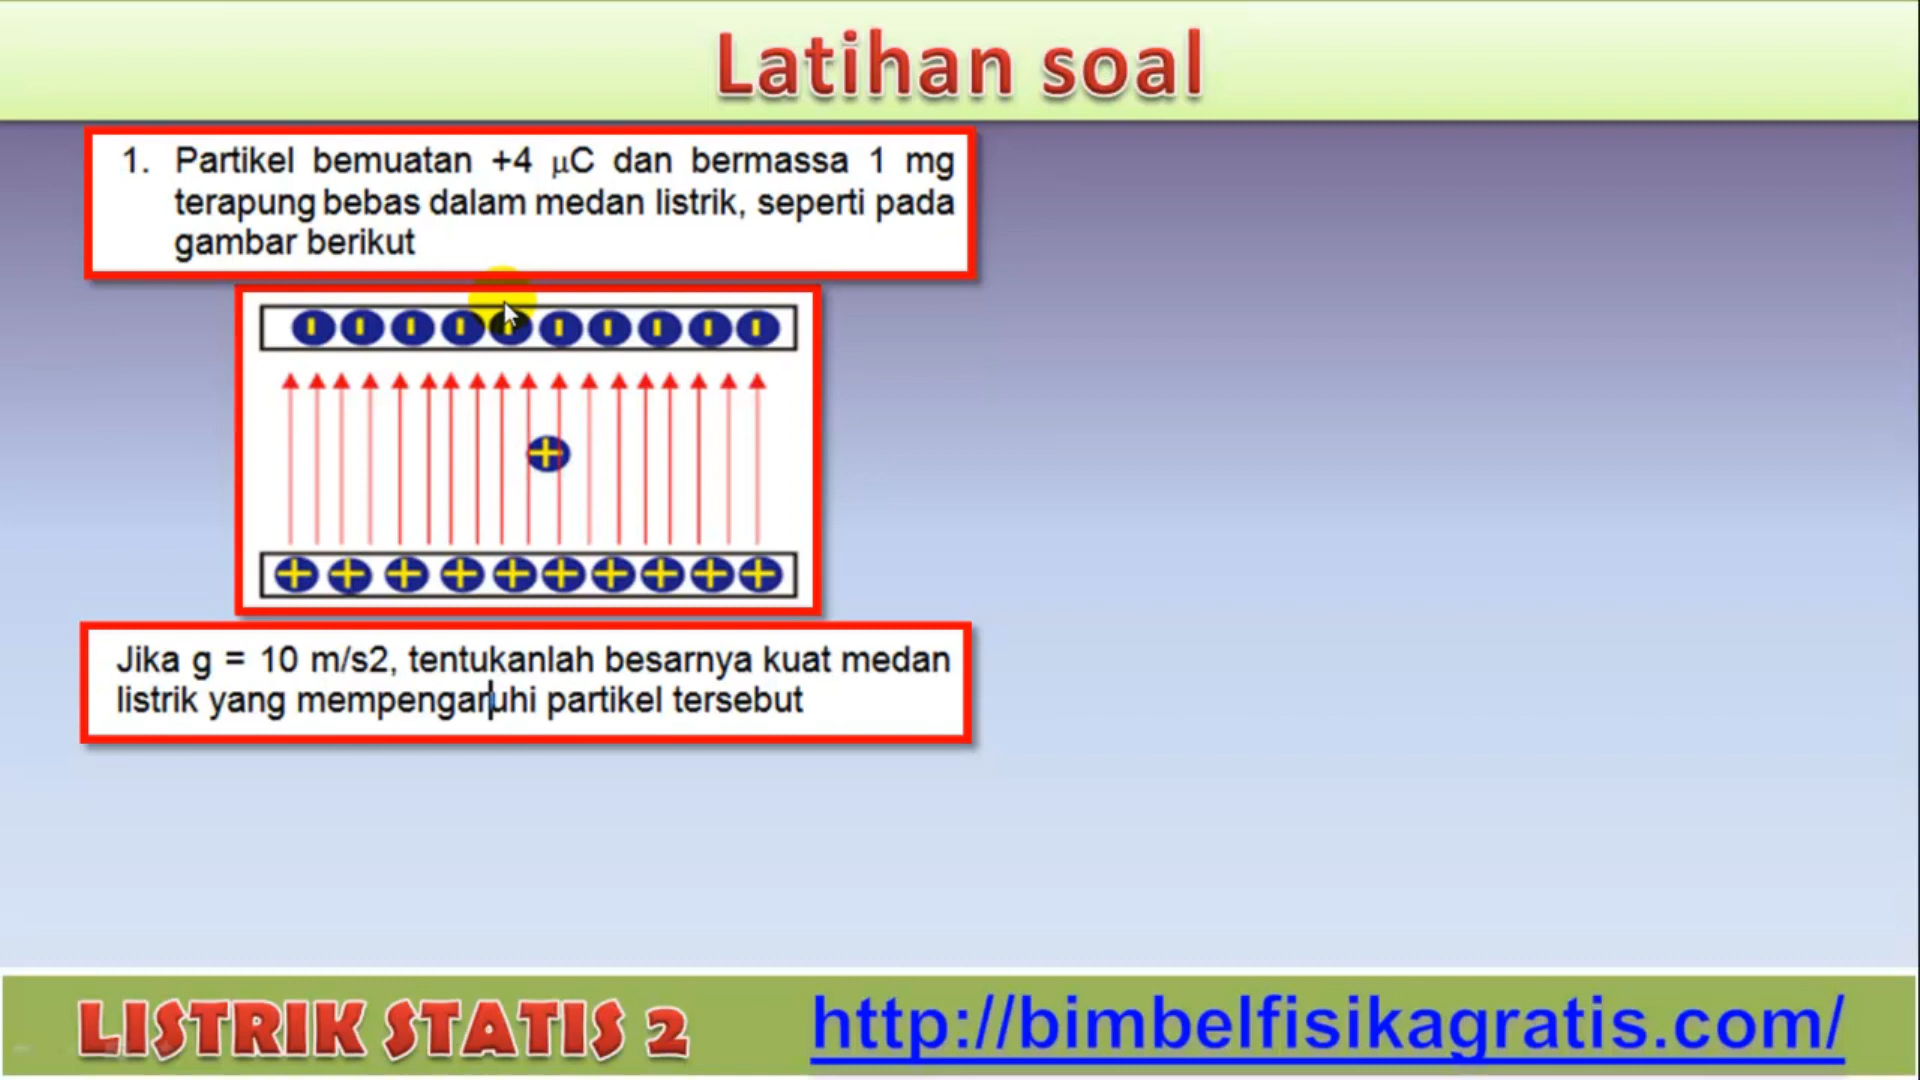 Latihan soal
1. Partikel bemuatan +4 μC dan bermassa 1 mg
terapung bebas dalam medan listrik, seperti pada
gambar berikut
Jika g = 10 m/s2, tentukanlah besarnya kuat medan
listrik yang mempengaruhi partikel tersebut
LISTRIK STATIS 2
http://bimbelfisikagratis.com/